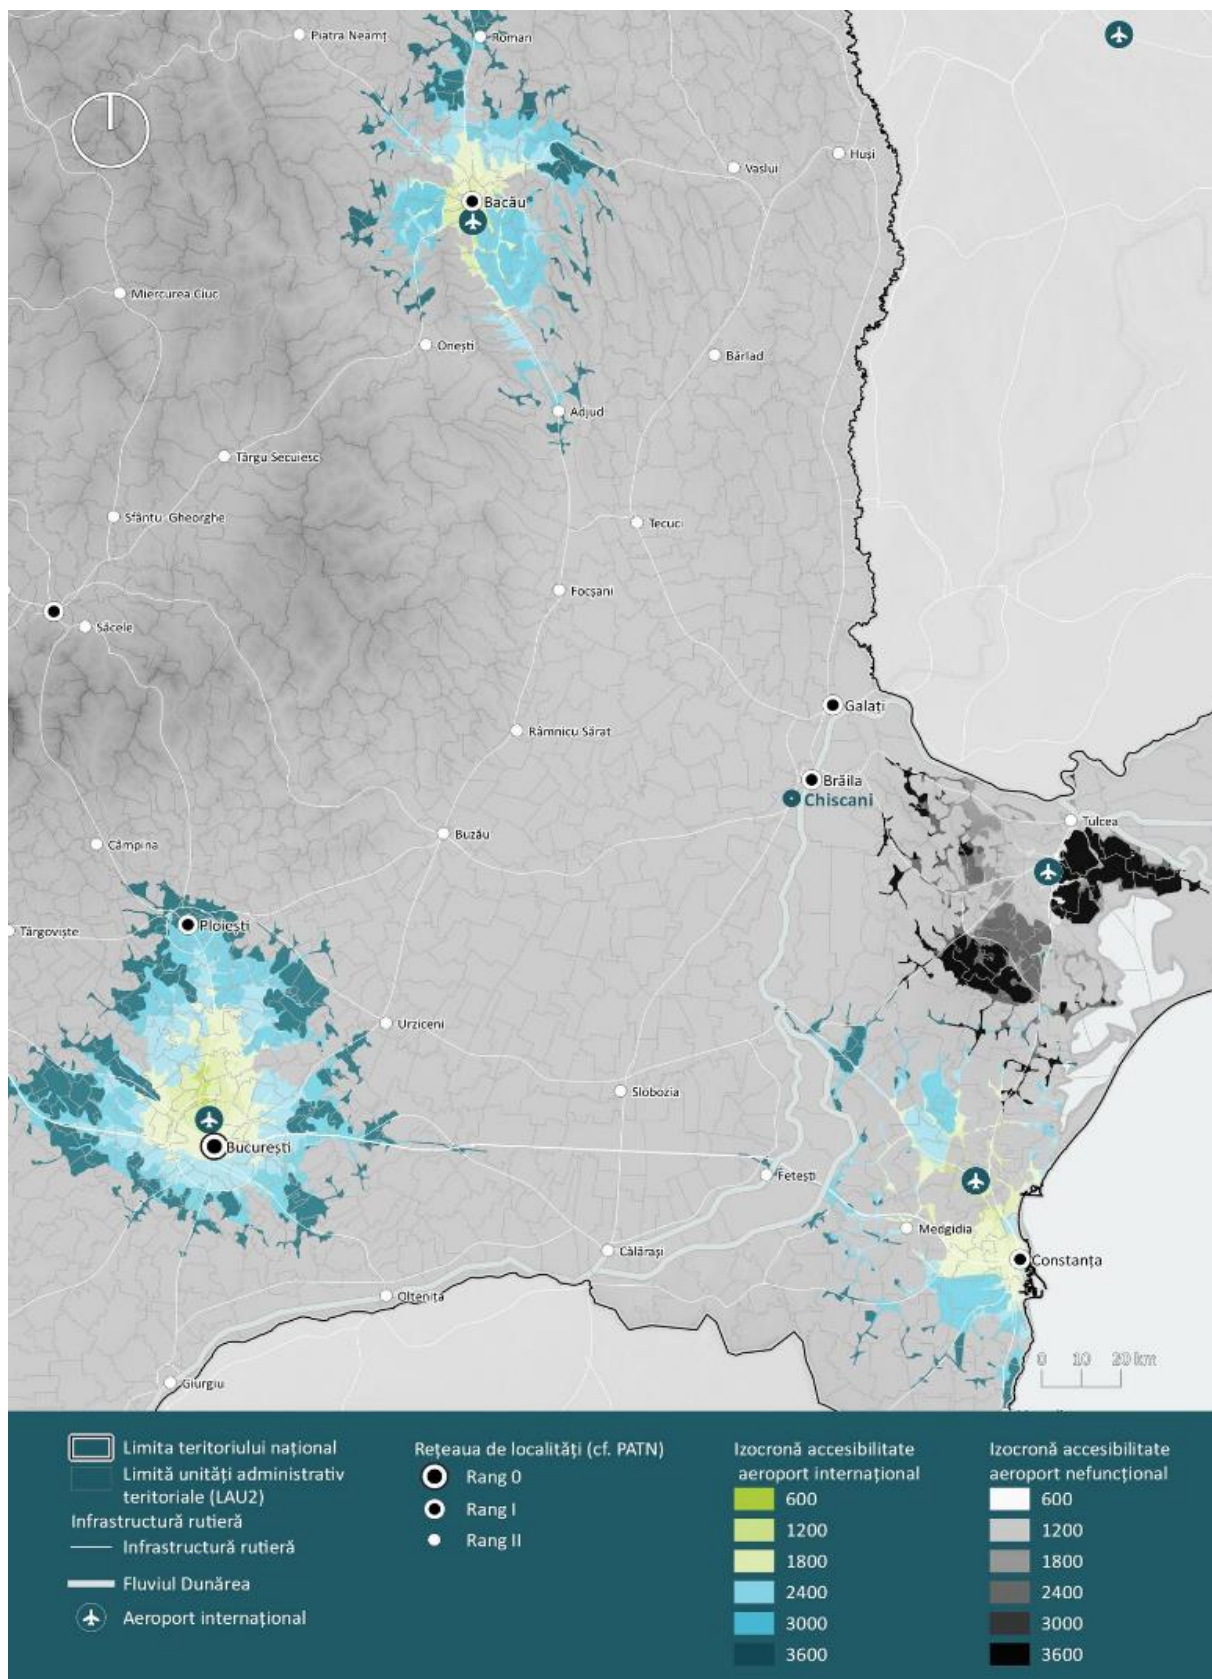 Piatra Neamț
Roman
Vaslui
Huși
Bacău
Miercurea Ciuc
Onești
Bârlad
Adjud
Târgu Secuiesc
Sfântu Gheorghe
Tecuci
Focșani
Săcele
Galați
Râmnicu Sărat
Brăila
Chiscani
Tulcea
Buzău
Câmpina
Ploiești
Târgoviște
Urziceni
Slobozia
București
Fetești
Medgidia
Călărași
Constanța
Oltenița
0 10 20 km
Giurgiu
Limita teritoriului național
Limită unități administrativ
teritoriale (LAU2)
Infrastructură rutieră
Infrastructură rutieră
Fluviul Dunărea
Aeroport internațional
Rețeaua de localități (cf. PATN)
Rang 0
Rang I
Rang II
Izocronă accesibilitate
aeroport internațional
600
1200
1800
2400
3000
3600
Izocronă accesibilitate
aeroport nefuncțional
600
1200
1800
2400
3000
3600